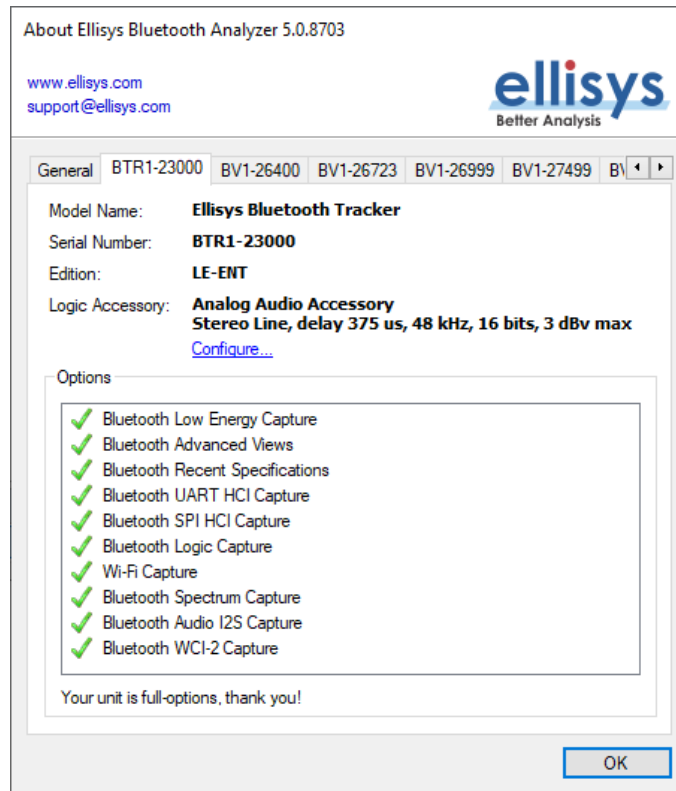 About Ellisys Bluetooth Analyzer 5.0.8703
www.ellisys.com
support@ellisys.com
ellisys
Better Analysis
General BTR1-23000 BV1-26400 BV1-26723 BV1-26999 BV1-27499
Model Name: Ellisys Bluetooth Tracker
Serial Number: BTR1-23000
Edition: LE-ENT
Logic Accessory: Analog Audio Accessory
Stereo Line, delay 375 us, 48 kHz, 16 bits, 3 dBv max
Configure...
Options
Bluetooth Low Energy Capture
Bluetooth Advanced Views
Bluetooth Recent Specifications
Bluetooth UART HCI Capture
Bluetooth SPI HCI Capture
Bluetooth Logic Capture
Wi-Fi Capture
Bluetooth Spectrum Capture
Bluetooth Audio I2S Capture
Bluetooth WCI-2 Capture
Your unit is full-options, thank you!
OK